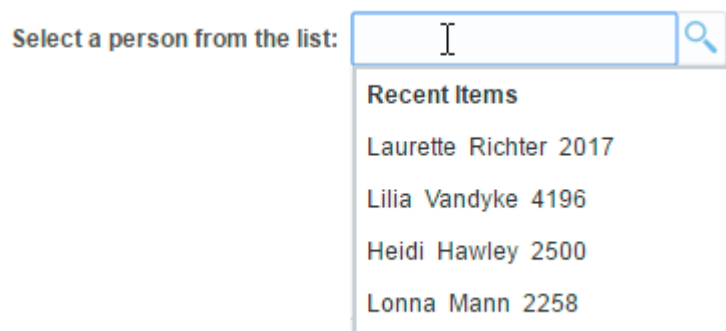 Select a person from the list:
Recent Items
Laurette Richter 2017
Lilia Vandyke 4196
Heidi Hawley 2500
Lonna Mann 2258